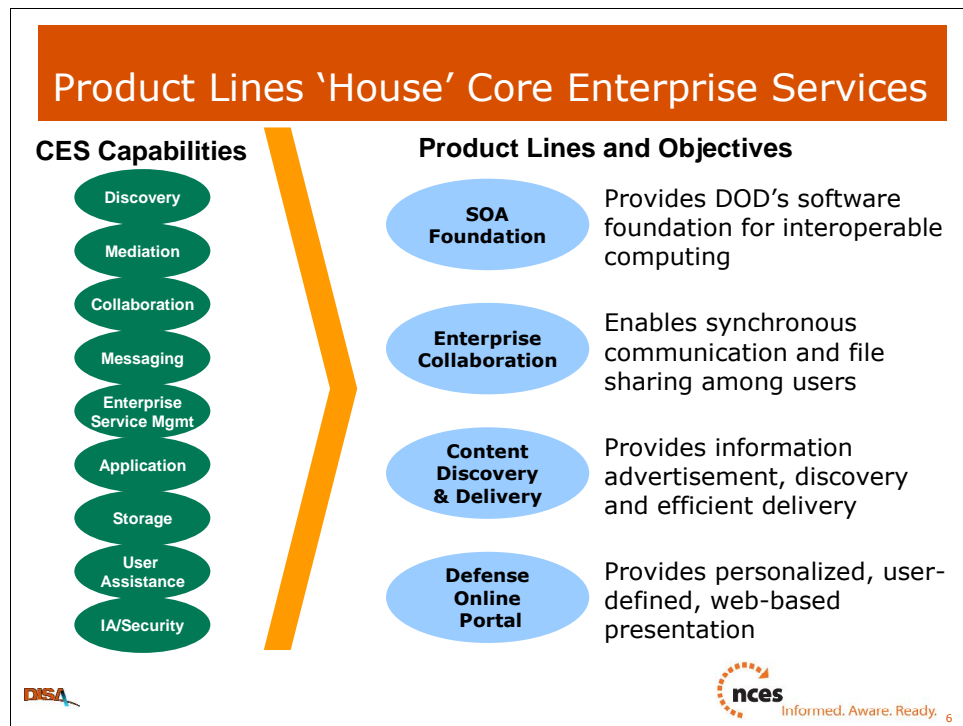 Product Lines ‘House’ Core Enterprise Services
CES Capabilities
Discovery
Mediation
Collaboration
Messaging
Enterprise
Service Mgmt
Application
Storage
User
Assistance
IA/Security
Product Lines and Objectives
SOA
Foundation
Provides DOD’s software
foundation for interoperable
computing
Enterprise
Collaboration
Enables synchronous
communication and file
sharing among users
Content
Discovery
& Delivery
Provides information
advertisement, discovery
and efficient delivery
Defense
Online
Portal
Provides personalized, user-
defined, web-based
presentation
DISA
nces
Informed. Aware. Ready.
6